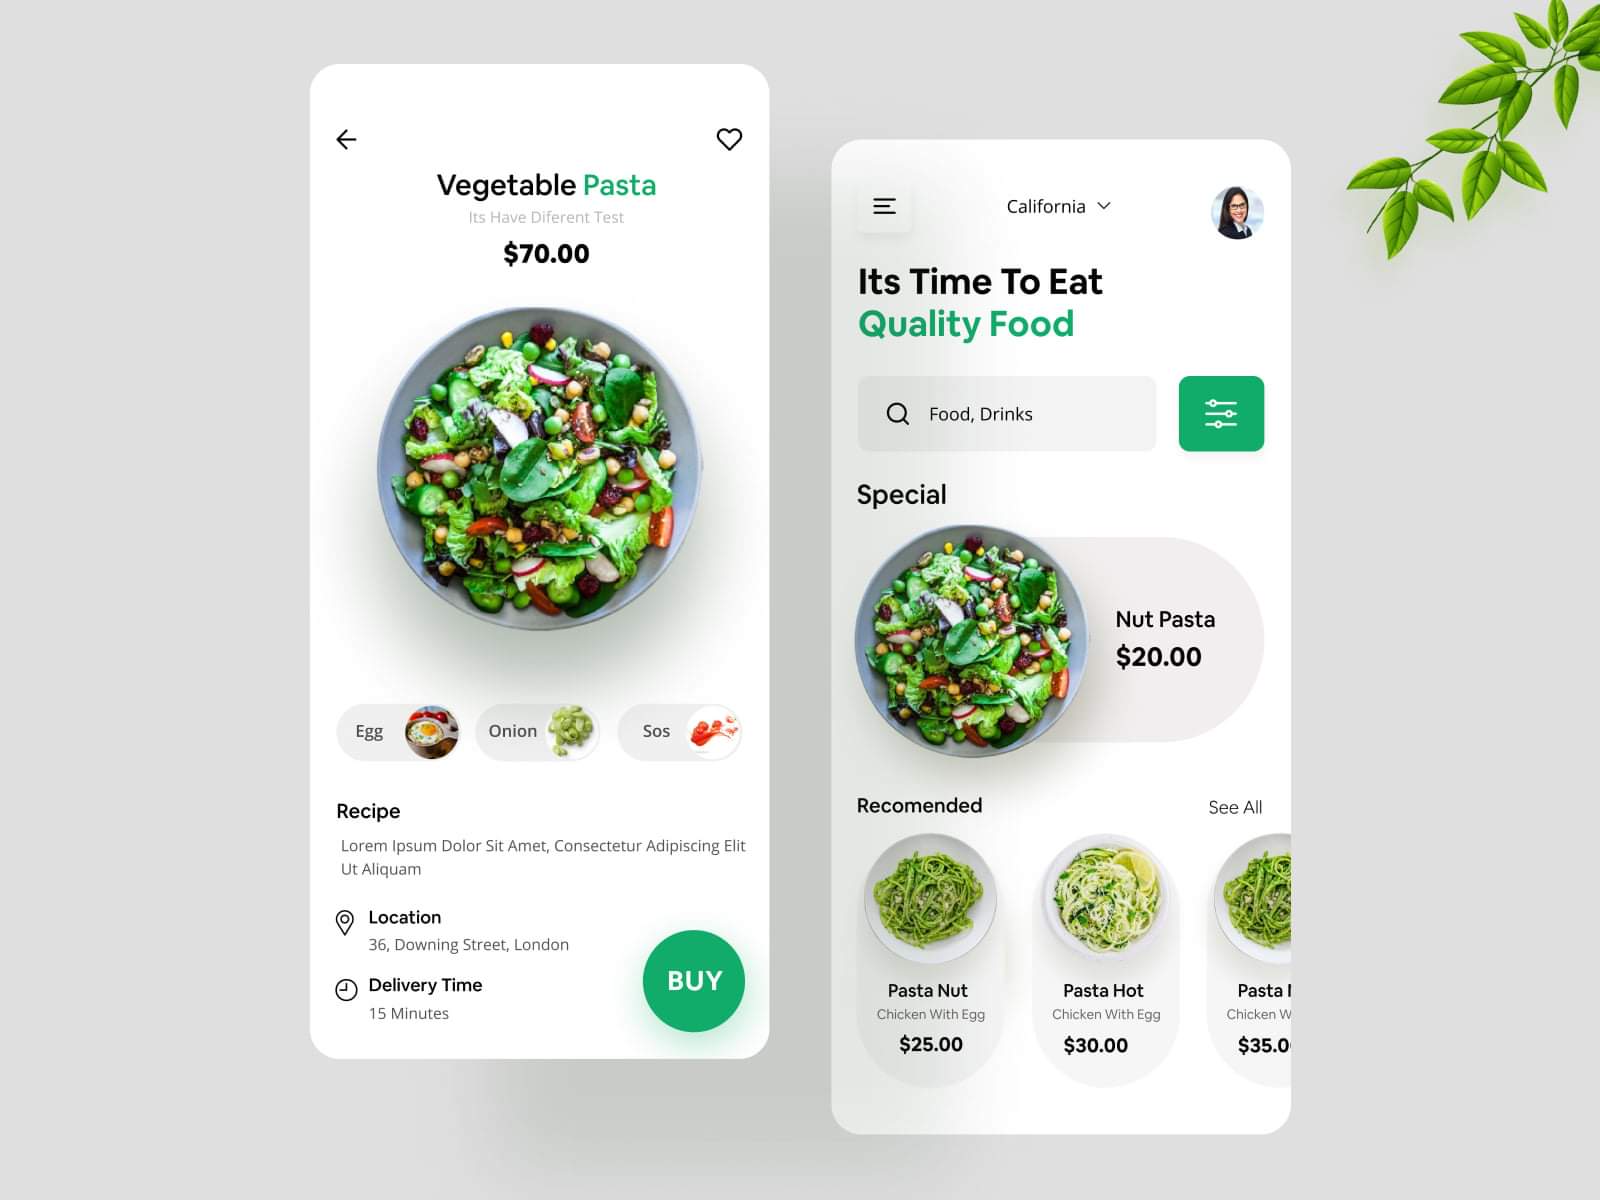 Vegetable Pasta
Its Have Diferent Test
$70.00
Egg
Onion
Sos
Recipe
Lorem Ipsum Dolor Sit Amet, Consectetur Adipiscing Elit
Ut Aliquam
Location
36, Downing Street, London
Delivery Time
15 Minutes
BUY
California
Its Time To Eat
Quality Food
Food, Drinks
Special
Nut Pasta
$20.00
Recomended
See All
Pasta Nut
Chicken With Egg
$25.00
Pasta Hot
Chicken With Egg
$30.00
Pasta
Chicken
$35.0